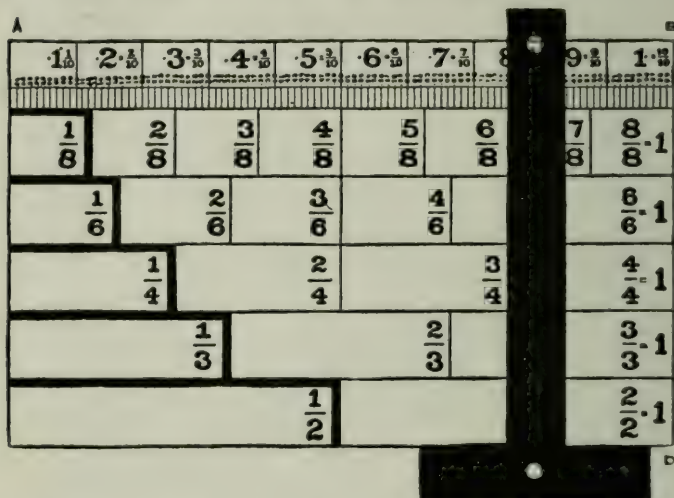 A B
.1 1/10 .2 2/10 .3 3/10 .4 4/10 .5 5/10 .6 6/10 .7 7/10 8 9 9/10 1 10/10
1/8 2/8 3/8 4/8 5/8 6/8 7/8 8/8=1
1/6 2/6 3/6 4/6 6/6=1
1/4 2/4 3/4 4/4=1
1/3 2/3 3/3=1
1/2 2/2=1
D